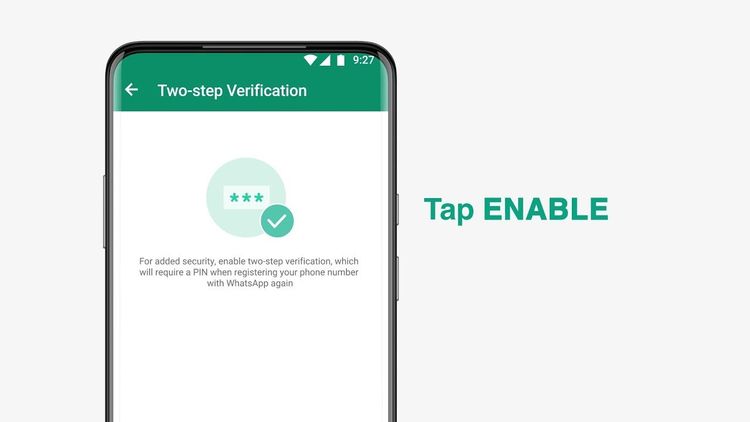 9:27
Two-step Verification
***
For added security, enable two-step verification, which
will require a PIN when registering your phone number
with WhatsApp again
Tap ENABLE